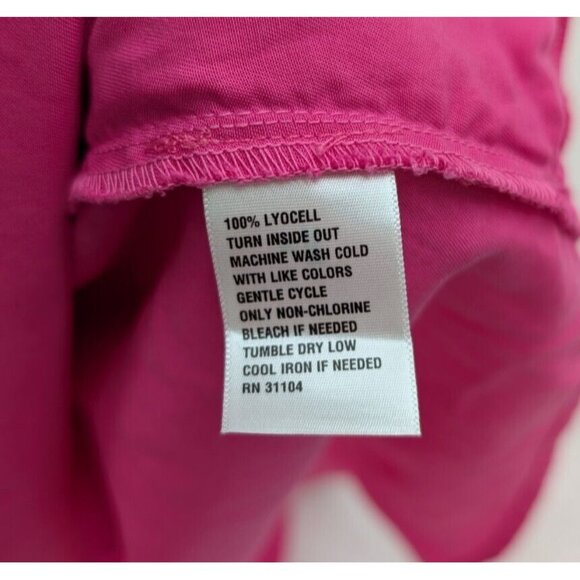 100% LYOCELL
TURN INSIDE OUT
MACHINE WASH COLD
WITH LIKE COLORS
GENTLE CYCLE
ONLY NON-CHLORINE
BLEACH IF NEEDED
TUMBLE DRY LOW
COOL IRON IF NEEDED
RN 31104